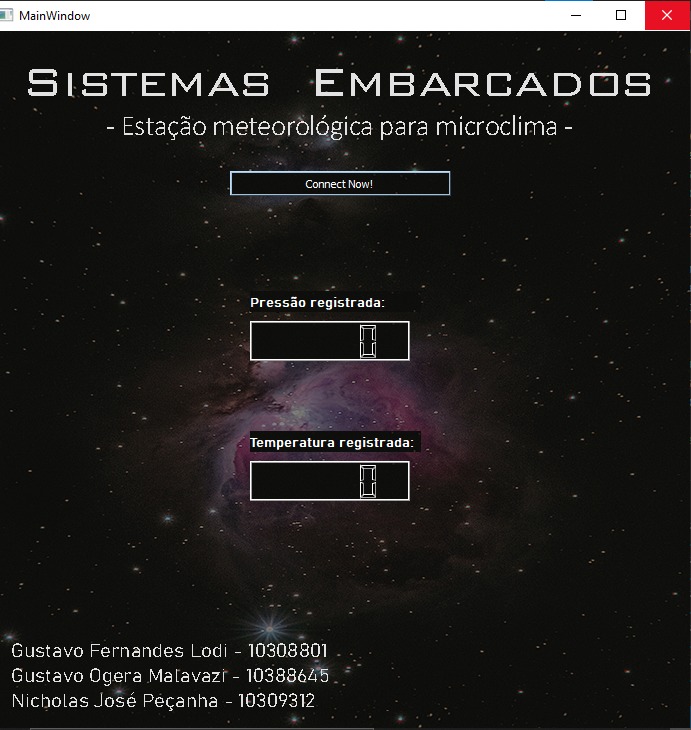 MainWindow
SISTEMAS EMBARCADOS
- Estação meteorológica para microclima -
Connect Now!
Pressão registrada:
0
Temperatura registrada:
0
Gustavo Fernandes Lodi - 10308801
Gustavo Ogera Malavazi - 10388645
Nicholas José Peçanha - 10309312